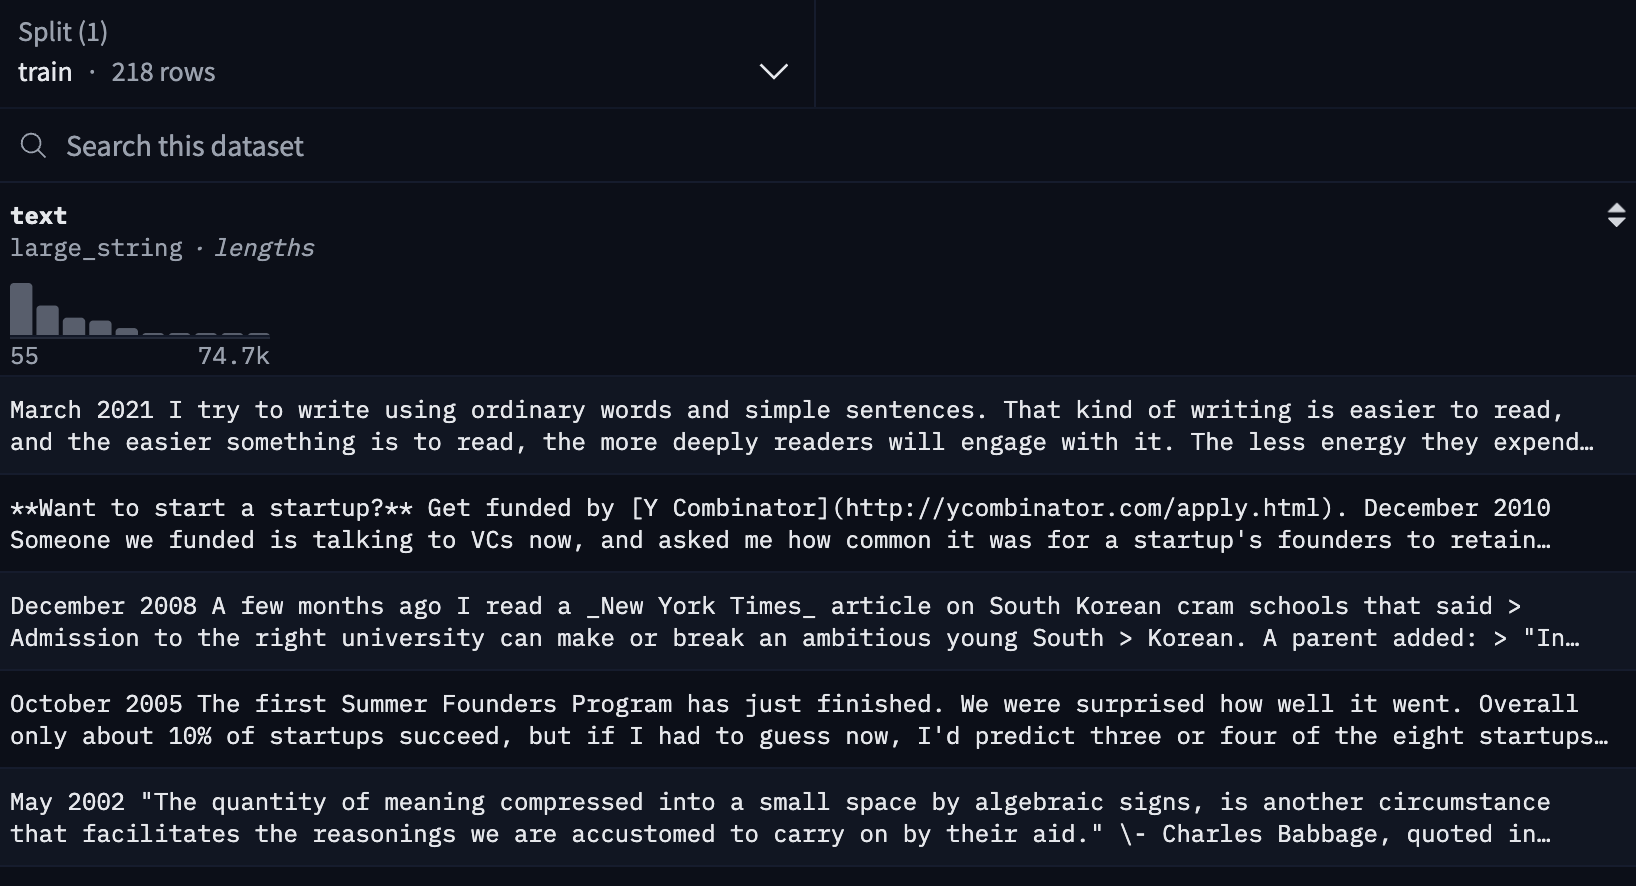 Split (1)
train · 218 rows
Search this dataset
text
large_string · lengths
55 74.7k
March 2021 I try to write using ordinary words and simple sentences. That kind of writing is easier to read,
and the easier something is to read, the more deeply readers will engage with it. The less energy they expend…
**Want to start a startup?** Get funded by [Y Combinator](http://ycombinator.com/apply.html). December 2010
Someone we funded is talking to VCs now, and asked me how common it was for a startup's founders to retain…
December 2008 A few months ago I read a _New York Times_ article on South Korean cram schools that said >
Admission to the right university can make or break an ambitious young South > Korean. A parent added: > "In…
October 2005 The first Summer Founders Program has just finished. We were surprised how well it went. Overall
only about 10% of startups succeed, but if I had to guess now, I'd predict three or four of the eight startups…
May 2002 "The quantity of meaning compressed into a small space by algebraic signs, is another circumstance
that facilitates the reasonings we are accustomed to carry on by their aid." \- Charles Babbage, quoted in…